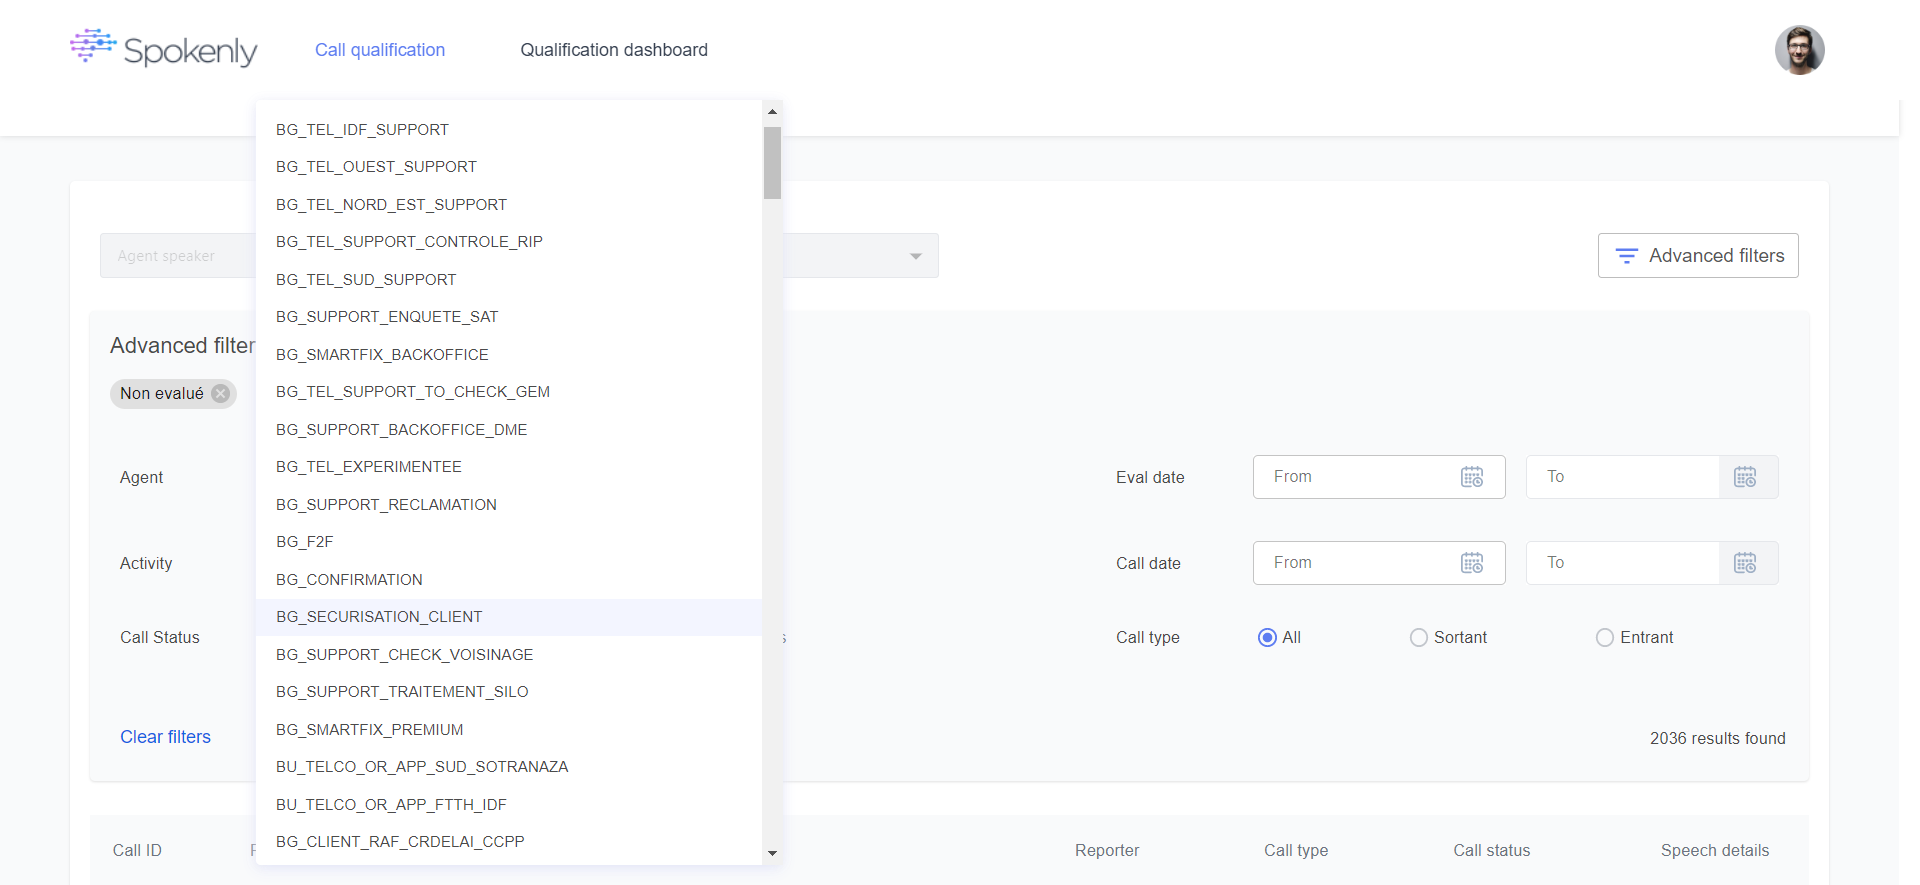 Spokenly
Call qualification
Qualification dashboard
BG_TEL_IDF_SUPPORT
BG_TEL_OUEST_SUPPORT
BG_TEL_NORD_EST_SUPPORT
BG_TEL_SUPPORT_CONTROLE_RIP
BG_TEL_SUD_SUPPORT
BG_SUPPORT_ENQUETE_SAT
BG_SMARTFIX_BACKOFFICE
BG_TEL_SUPPORT_TO_CHECK_GEM
BG_SUPPORT_BACKOFFICE_DME
BG_TEL_EXPERIMENTEE
BG_SUPPORT_RECLAMATION
BG_F2F
BG_CONFIRMATION
BG_SECURISATION_CLIENT
BG_SUPPORT_CHECK_VOISINAGE
BG_SUPPORT_TRAITEMENT_SILO
BG_SMARTFIX_PREMIUM
BU_TELCO_OR_APP_SUD_SOTRANAZA
BU_TELCO_OR_APP_FTTH_IDF
BG_CLIENT_RAF_CRDELAI_CCPP
Agent speaker
Advanced filters
Advanced filter
Non evalué
Agent
Eval date
From
To
Activity
Call date
From
To
Call Status
Call type
All
Sortant
Entrant
Clear filters
2036 results found
Call ID
Reporter
Call type
Call status
Speech details